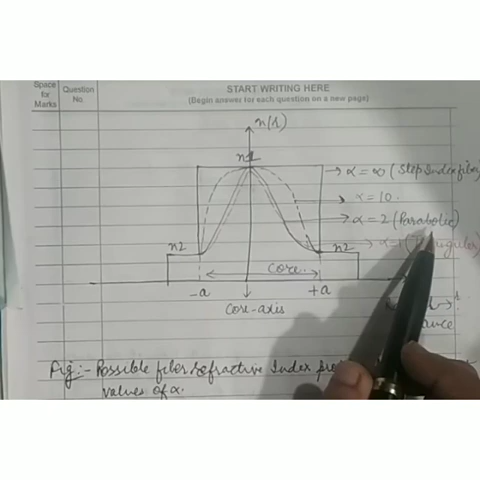 Space for Marks
Question No
START WRITING HERE
(Begin answer for each question on a new page)
n(r)
n1
→ α = ∞ (Step Index fiber
α = 10.
→ α = 2 (Parabolic)
n2
n2
→ α = 1 (
core
-a
+a
core-axis
Fig:- Possible fiber refractive Index
values of α.